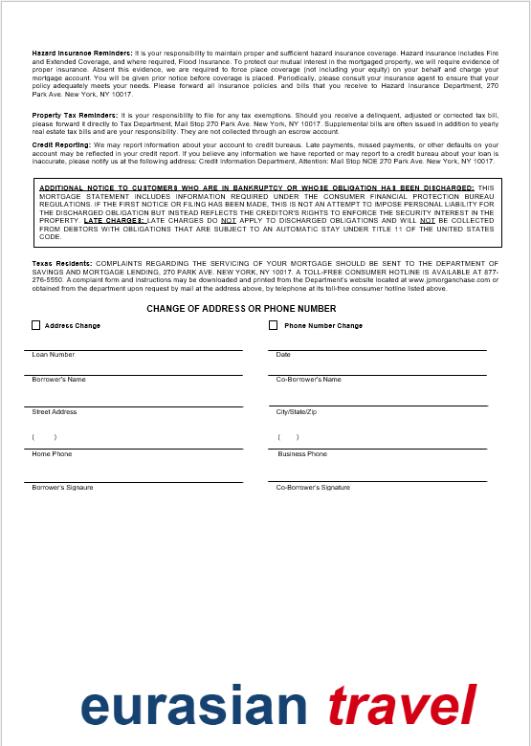 Hazard Insurance Reminders: It is your responsibility to maintain proper and sufficient hazard insurance coverage. Hazard insurance includes Fire
and Extended Coverage, and where required, Flood Insurance. To protect our mutual interest in the mortgaged property, we will require evidence of
proper insurance. Absent this evidence, we are required to force place coverage (not including your equity) on your behalf and charge your
mortgage account. You will be given prior notice before coverage is placed. Periodically, please consult your insurance agent to ensure that your
policy adequately meets your needs. Please forward all insurance policies and bills that you receive to Hazard Insurance Department, 270
Park Ave. New York, NY 10017.
Property Tax Reminders: It is your resposnbility to file for any tax exemptions. Should you receive a delinquent, adjusted or corrected tax bill,
please forward it directly to Tax Department, Mail Stop 270 Park Ave. New York, NY 10017. Supplemental bills are often issued in addition to yearly
real estate tax bills and are your responsibility. They are not collected through an escrow account.
Credit Reporting: We may report information about your account to credit bureaus. Late payments, missed payments, or other defaults on your
account may be reflected in your credit report. If you believe any information we have reported or may report to a credit bureau about your loan is
inaccurate, please notify us at the following address: Credit Information Department, Attention: Mail Stop NOE 270 Park Ave. New York, NY 10017.
ADDITIONAL NOTICE TO CUSTOMERS WHO ARE IN BANKRUPTCY OR WHOSE OBLIGATION HAS BEEN DISCHARGED: THIS
MORTGAGE STATEMENT INCLUDES INFORMATION REQUIRED UNDER THE CONSUMER FINANCIAL PROTECTION BUREAU
REGULATIONS. IF THE FIRST NOTICE OR FILING HAS BEEN MADE, THIS IS NOT AN ATTEMPT TO IMPOSE PERSONAL LIABILITY FOR
THE DISCHARGED OBLIGATION BUT INSTEAD REFLECTS THE CREDITOR'S RIGHTS TO ENFORCE THE SECURITY INTEREST IN THE
PROPERTY. LATE CHARGES: LATE CHARGES DO NOT APPLY TO DISCHARGED OBLIGATIONS AND WILL NOT BE COLLECTED
FROM DEBTORS WITH OBLIGATIONS THAT ARE SUBJECT TO AN AUTOMATIC STAY UNDER TITLE 11 OF THE UNITED STATES
CODE.
Texas Residents: COMPLAINTS REGARDING THE SERVICING OF YOUR MORTGAGE SHOULD BE SENT TO THE DEPARTMENT OF
SAVINGS AND MORTGAGE LENDING, 270 PARK AVE. NEW YORK, NY 10017. A TOLL-FREE CONSUMER HOTLINE IS AVAILABLE AT 877-
276-5550. A complaint form and instructions may be downloaded and printed from the Department's website located at www.jpmorganchase.com or
obtained from the department upon request by mail at the address above, by telephone at its toll-free consumer hotline listed above.
CHANGE OF ADDRESS OR PHONE NUMBER
Address Change Phone Number Change
Loan Number Date
Borrower's Name Co-Borrower's Name
Street Address City/State/Zip
( ) ( )
Home Phone Business Phone
Borrower's Signaure Co-Borrower's Signature
eurasian travel